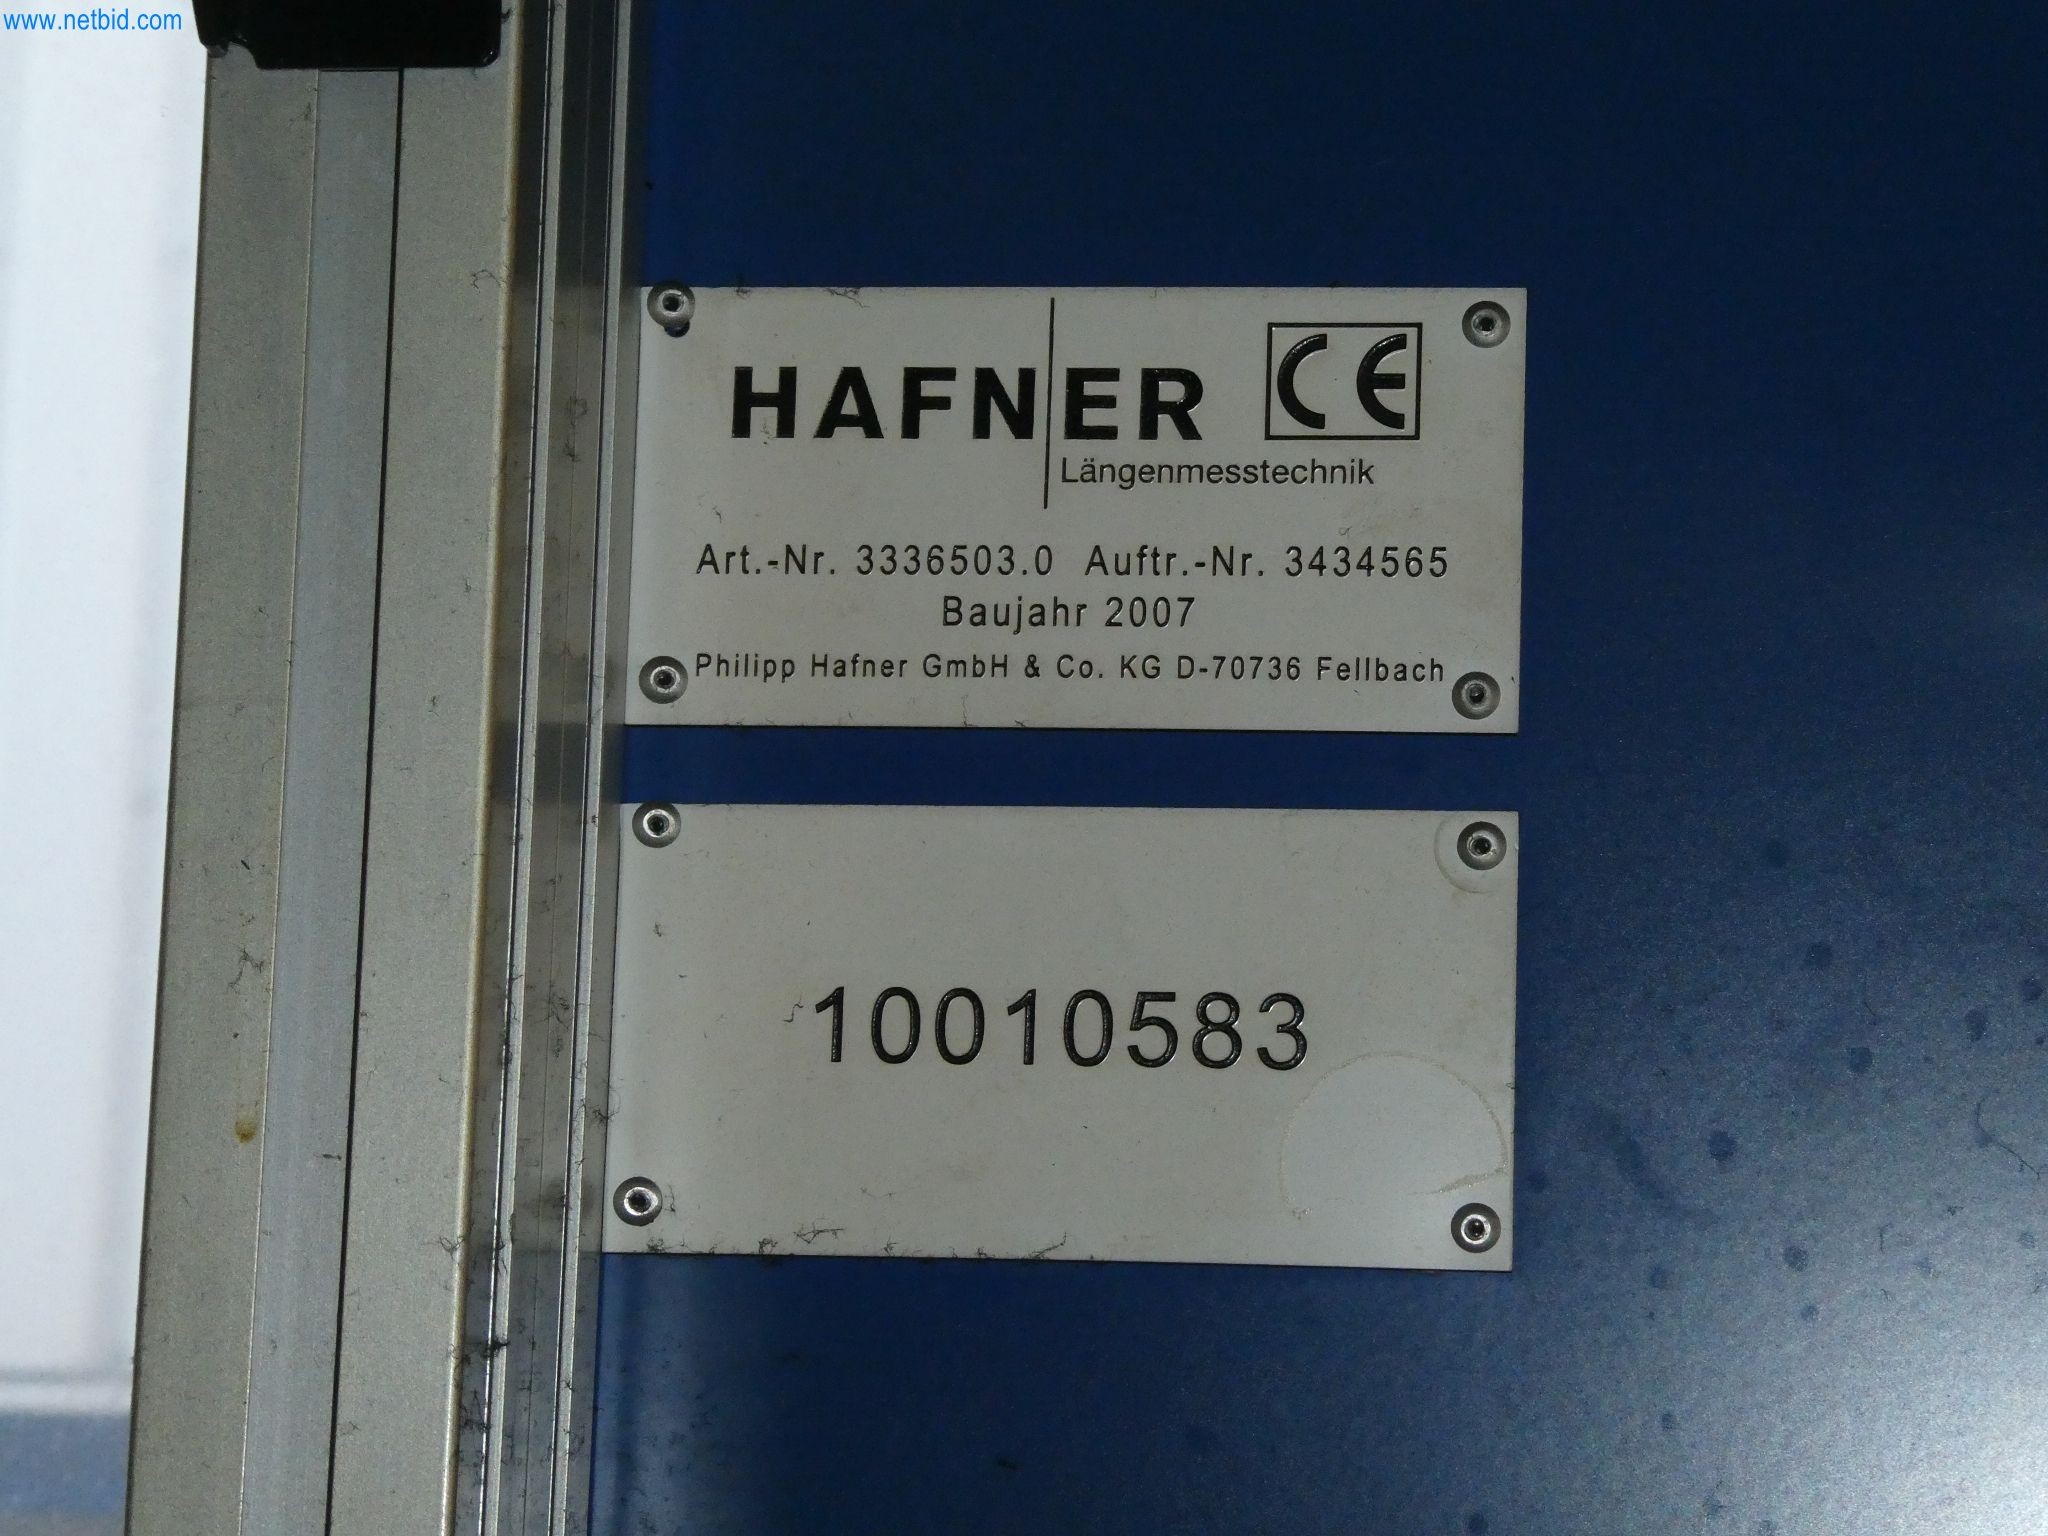 www.netbid.com
HAFNER CE
Längenmesstechnik
Art.-Nr. 3336503.0 Auftr.-Nr. 3434565
Baujahr 2007
Philipp Hafner GmbH & Co. KG D-70736 Fellbach
10010583